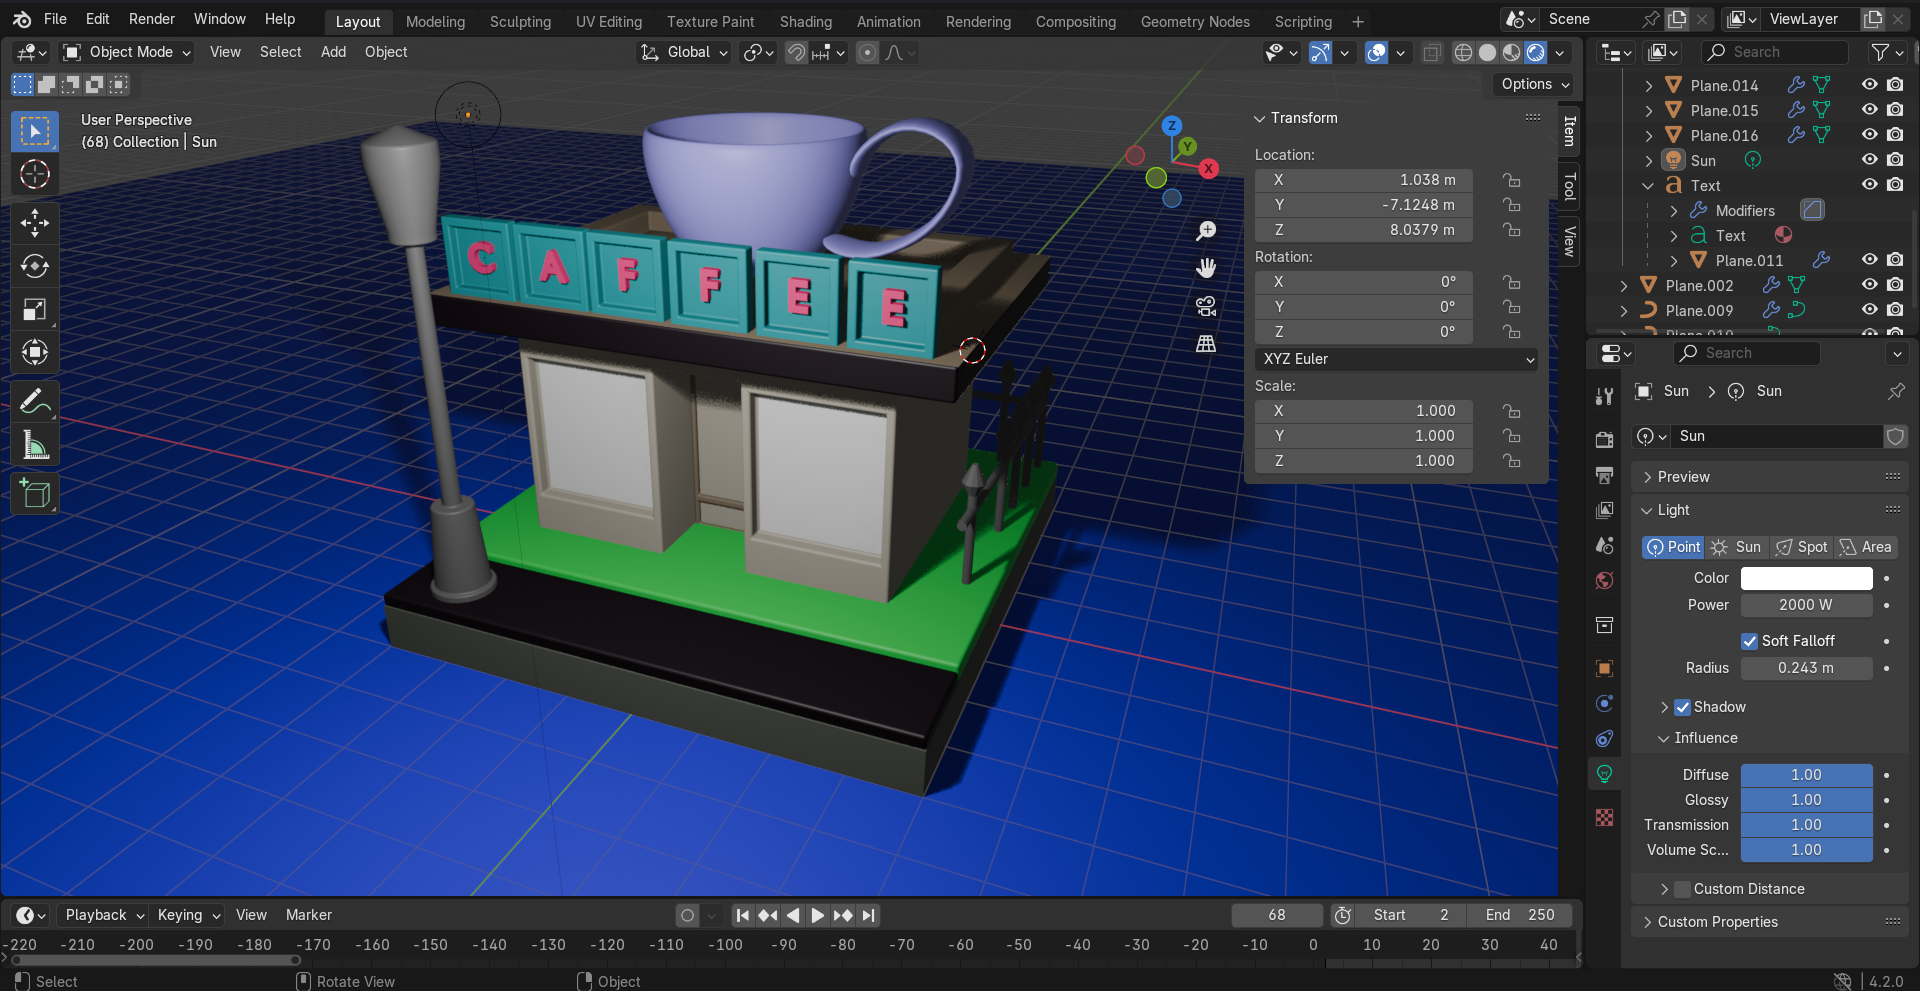 File Edit Render Window Help Layout Modeling Sculpting UV Editing Texture Paint Shading Animation Rendering Compositing Geometry Nodes Scripting + Scene ViewLayer
Object Mode View Select Add Object Global Search
Options
User Perspective
(68) Collection | Sun
CAFFEE
Z
Y
X
Transform
Location:
X 1.038 m
Y -7.1248 m
Z 8.0379 m
Rotation:
X 0°
Y 0°
Z 0°
XYZ Euler
Scale:
X 1.000
Y 1.000
Z 1.000
Item
Tool
View
Plane.014
Plane.015
Plane.016
Sun
Text
Modifiers
Text
Plane.011
Plane.002
Plane.009
Plane.010
Search
Sun > Sun
Sun
Preview
Light
Point Sun Spot Area
Color
Power 2000 W
Soft Falloff
Radius 0.243 m
Shadow
Influence
Diffuse 1.00
Glossy 1.00
Transmission 1.00
Volume Sc... 1.00
Custom Distance
Custom Properties
Playback Keying View Marker 68 Start 2 End 250
-220 -210 -200 -190 -180 -170 -160 -150 -140 -130 -120 -110 -100 -90 -80 -70 -60 -50 -40 -30 -20 -10 0 10 20 30 40
Select Rotate View Object 4.2.0